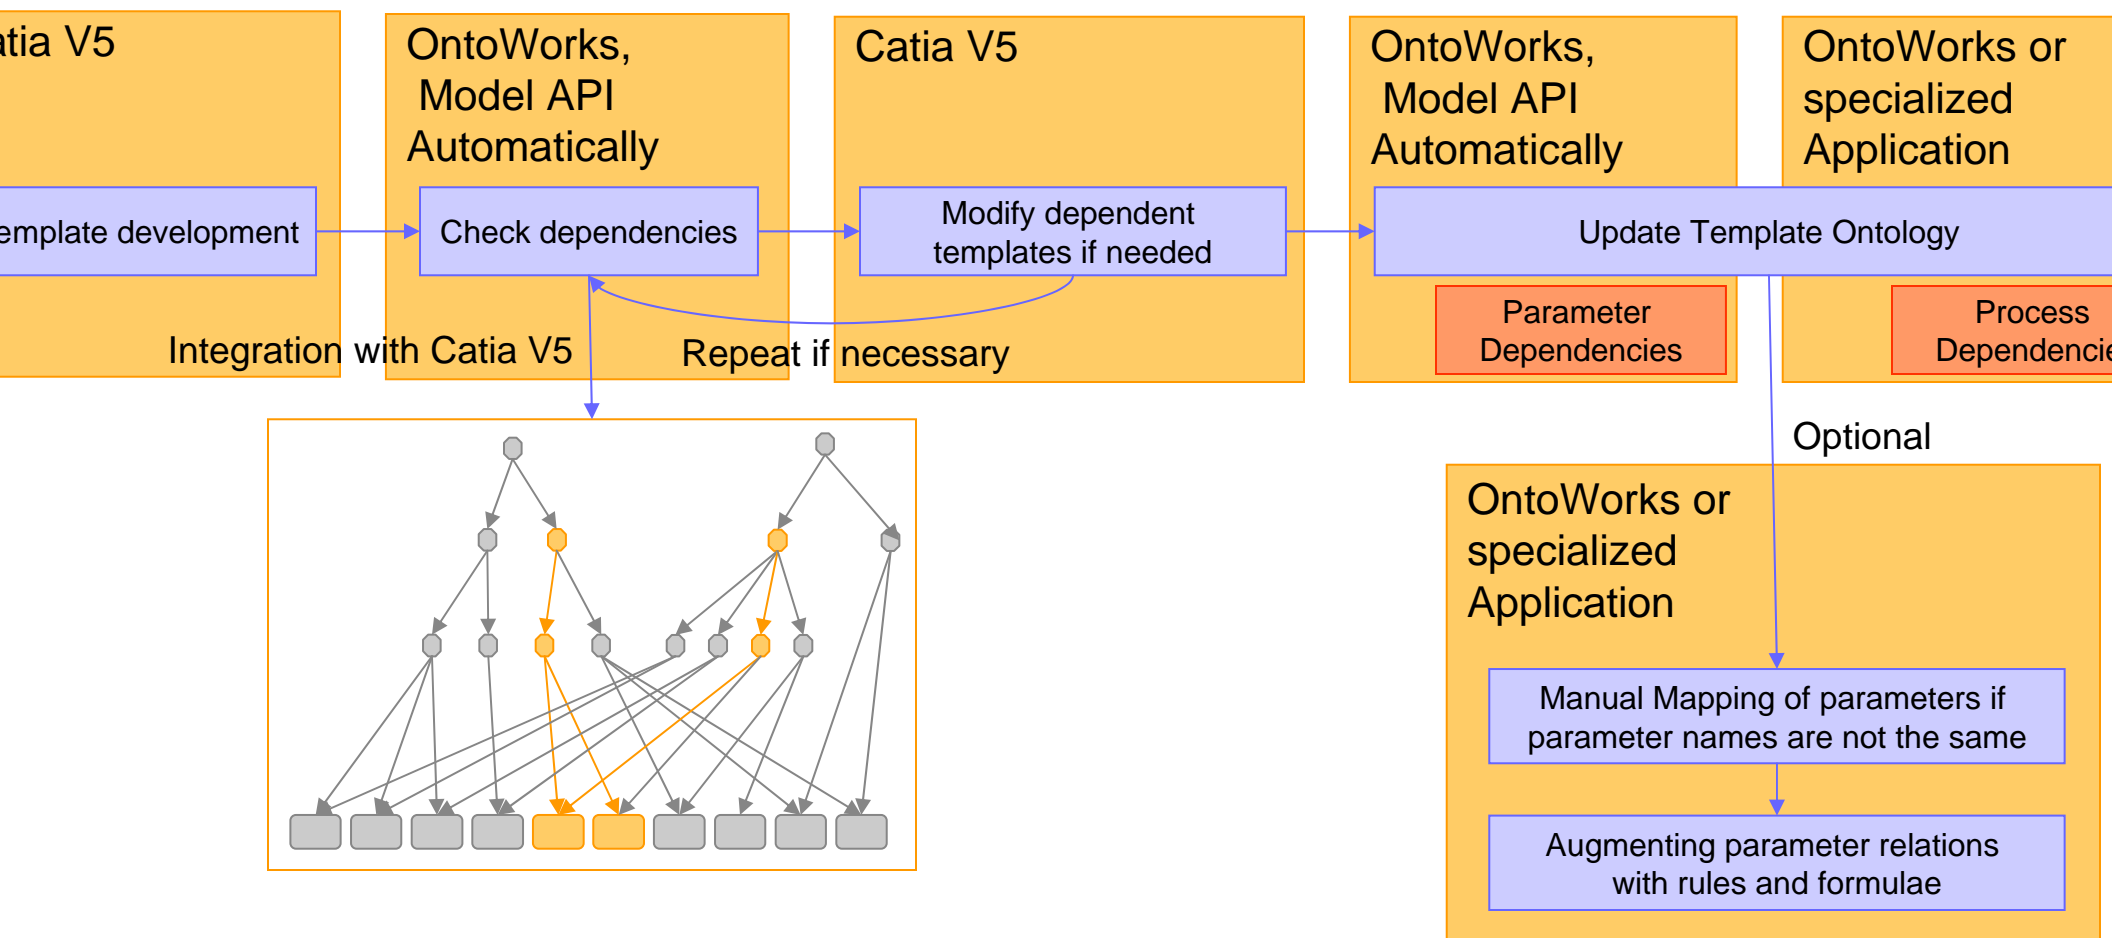 atia V5
OntoWorks,
Model API
Automatically
Catia V5
OntoWorks,
Model API
Automatically
OntoWorks or
specialized
Application
emplate development
Check dependencies
Modify dependent
templates if needed
Update Template Ontology
Parameter
Dependencies
Process
Dependencie
Integration with Catia V5
Repeat if necessary
Optional
OntoWorks or
specialized
Application
Manual Mapping of parameters if
parameter names are not the same
Augmenting parameter relations
with rules and formulae